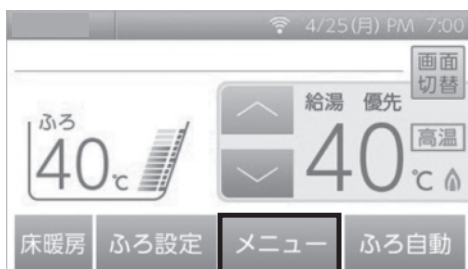 4/25(月) PM 7:00
画面
切替
ふろ
40℃
給湯 優先
40℃
高温
床暖房 ふろ設定 メニュー ふろ自動